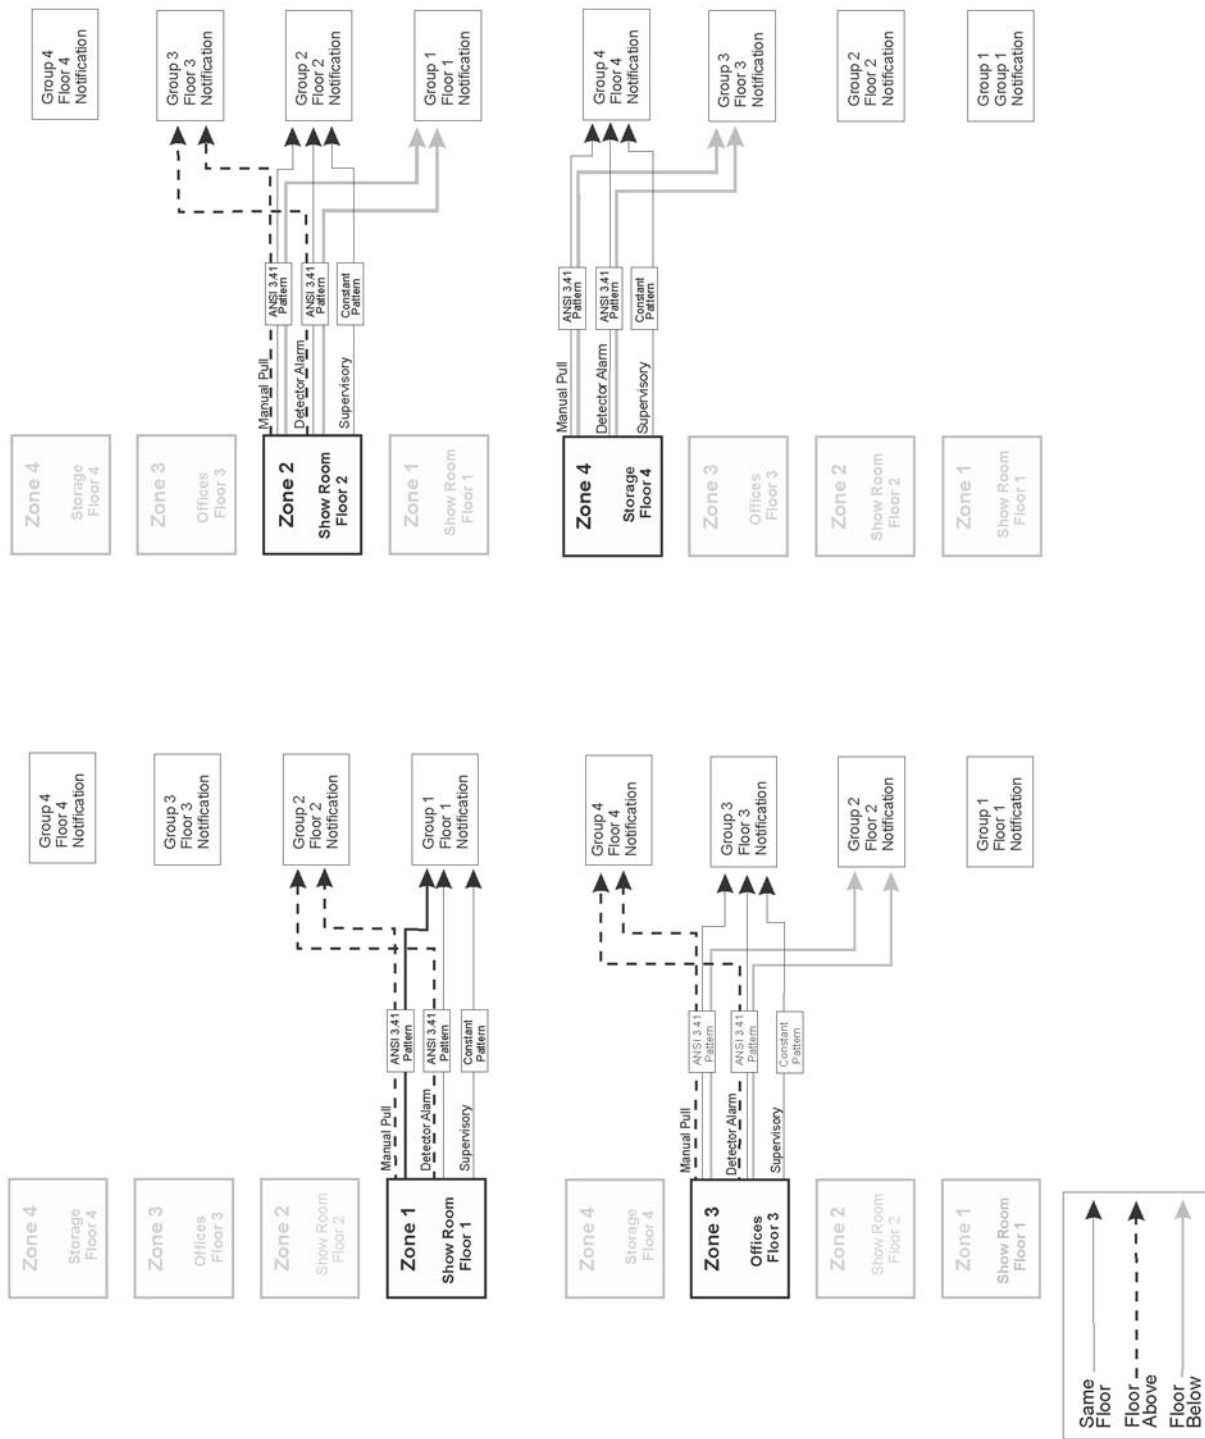 Zone 4
Storage
Floor 4
Zone 3
Offices
Floor 3
Zone 2
Show Room
Floor 2
Zone 1
Show Room
Floor 1
Manual Pull
Detector Alarm
Supervisory
ANSI 3.41
Pattern
ANSI 3.41
Pattern
Constant
Pattern
Group 4
Floor 4
Notification
Group 3
Floor 3
Notification
Group 2
Floor 2
Notification
Group 1
Floor 1
Notification
Zone 4
Storage
Floor 4
Zone 3
Offices
Floor 3
Zone 2
Show Room
Floor 2
Zone 1
Show Room
Floor 1
Manual Pull
Detector Alarm
Supervisory
ANSI 3.41
Pattern
ANSI 3.41
Pattern
Constant
Pattern
Group 4
Floor 4
Notification
Group 3
Floor 3
Notification
Group 2
Floor 2
Notification
Group 1
Floor 1
Notification
Zone 4
Storage
Floor 4
Zone 3
Offices
Floor 3
Zone 2
Show Room
Floor 2
Zone 1
Show Room
Floor 1
Manual Pull
Detector Alarm
Supervisory
ANSI 3.41
Pattern
ANSI 3.41
Pattern
Constant
Pattern
Group 4
Floor 4
Notification
Group 3
Floor 3
Notification
Group 2
Floor 2
Notification
Group 1
Floor 1
Notification
Zone 4
Storage
Floor 4
Zone 3
Offices
Floor 3
Zone 2
Show Room
Floor 2
Zone 1
Show Room
Floor 1
Manual Pull
Detector Alarm
Supervisory
ANSI 3.41
Pattern
ANSI 3.41
Pattern
Constant
Pattern
Group 4
Floor 4
Notification
Group 3
Floor 3
Notification
Group 2
Floor 2
Notification
Group 1
Group 1
Notification
Same
Floor
Floor
Above
Floor
Below